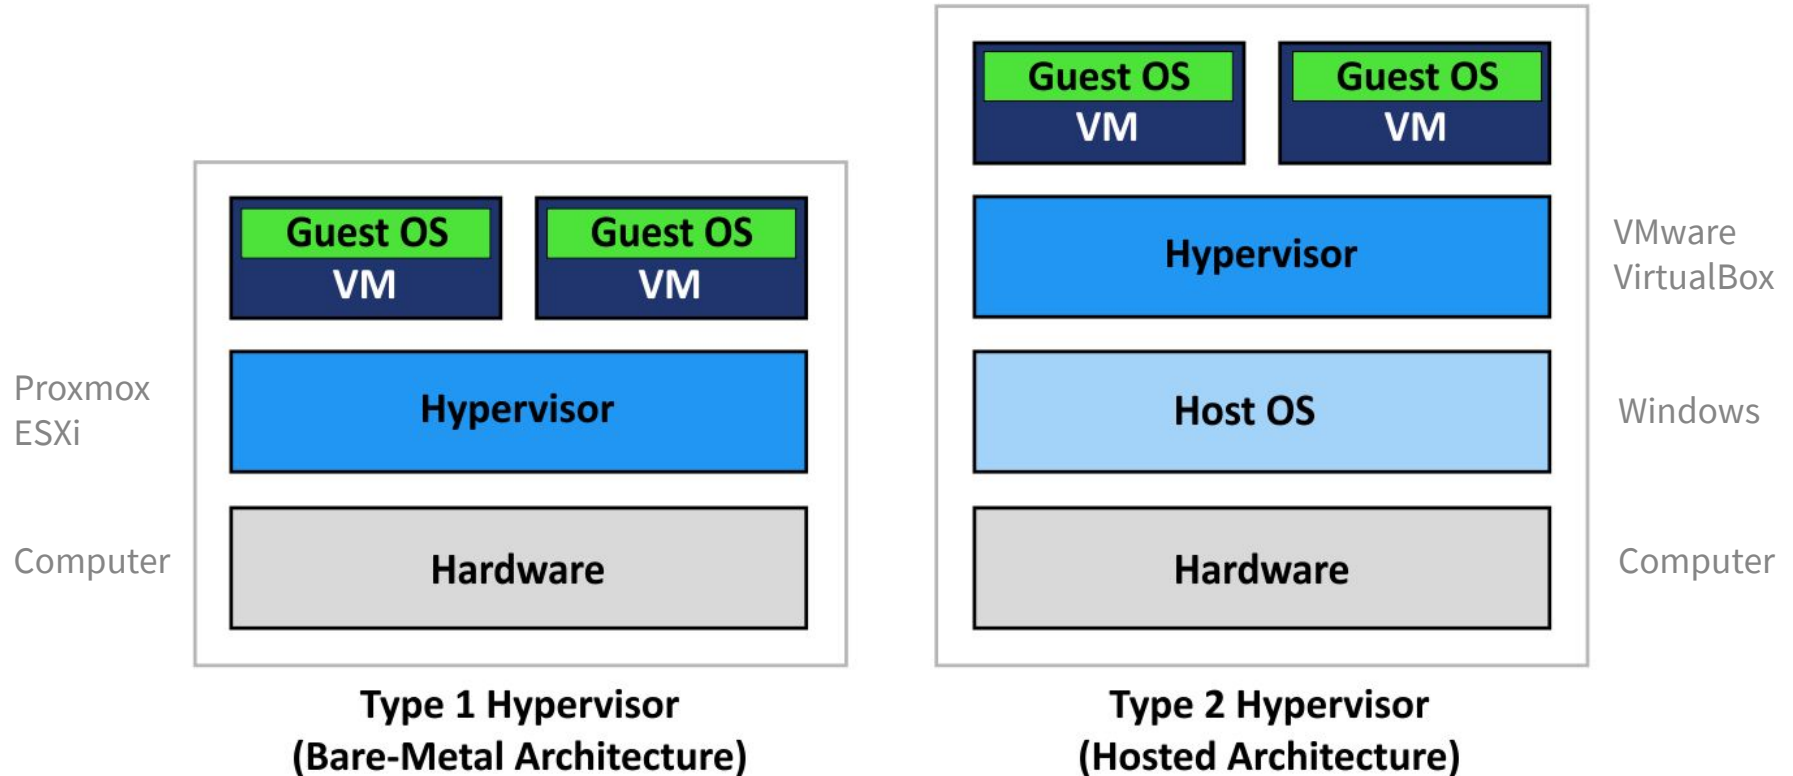 Guest OS
VM
Guest OS
VM
Proxmox
ESXi
Hypervisor
Computer
Hardware
Type 1 Hypervisor
(Bare-Metal Architecture)
Guest OS
VM
Guest OS
VM
Hypervisor
VMware
VirtualBox
Host OS
Windows
Hardware
Computer
Type 2 Hypervisor
(Hosted Architecture)